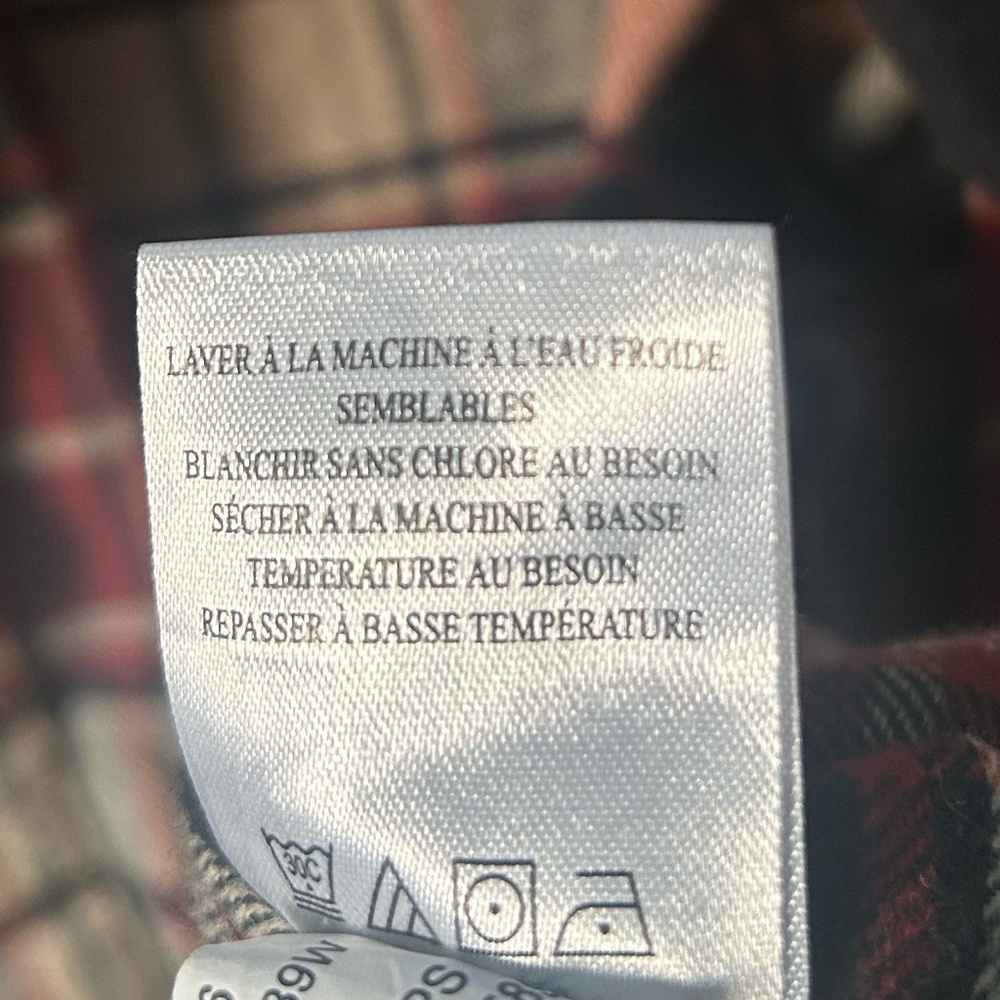 LAVER À LA MACHINE À L'EAU FROIDE
SEMBLABLES
BLANCHIR SANS CHLORE AU BESOIN
SÉCHER À LA MACHINE À BASSE
TEMPÉRATURE AU BESOIN
REPASSER À BASSE TEMPÉRATURE
30C